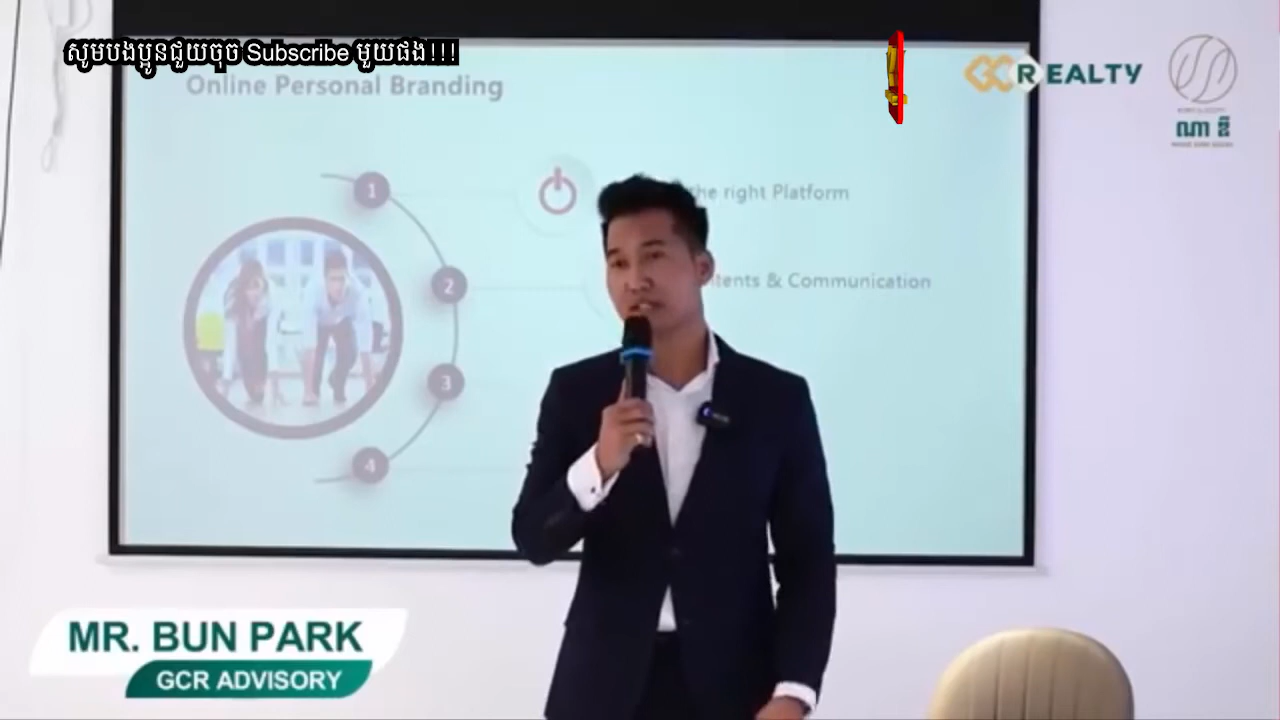 សូមបងប្អូនជួយចុច Subscribe មួយផង!!!
Online Personal Branding
REALTY
ណា ឌី
1
the right Platform
2
tents & Communication
3
4
MR. BUN PARK
GCR ADVISORY